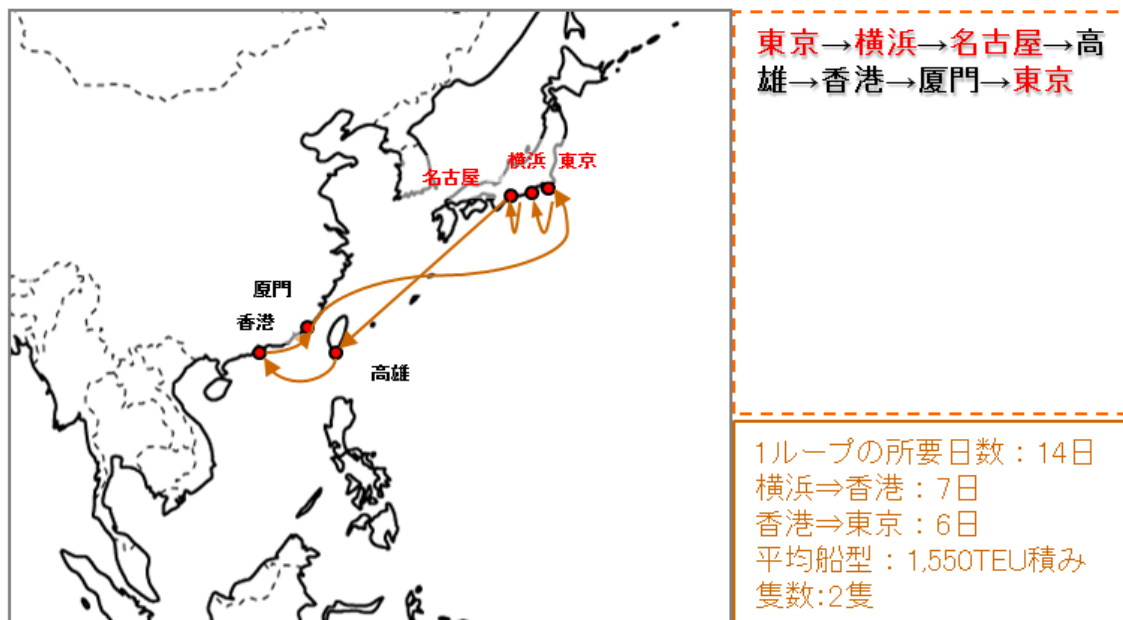 東京→横浜→名古屋→高
雄→香港→厦門→東京
名古屋
横浜
東京
厦門
香港
高雄
1ループの所要日数：14日
横浜⇒香港：7日
香港⇒東京：6日
平均船型：1,550TEU積み
隻数:2隻